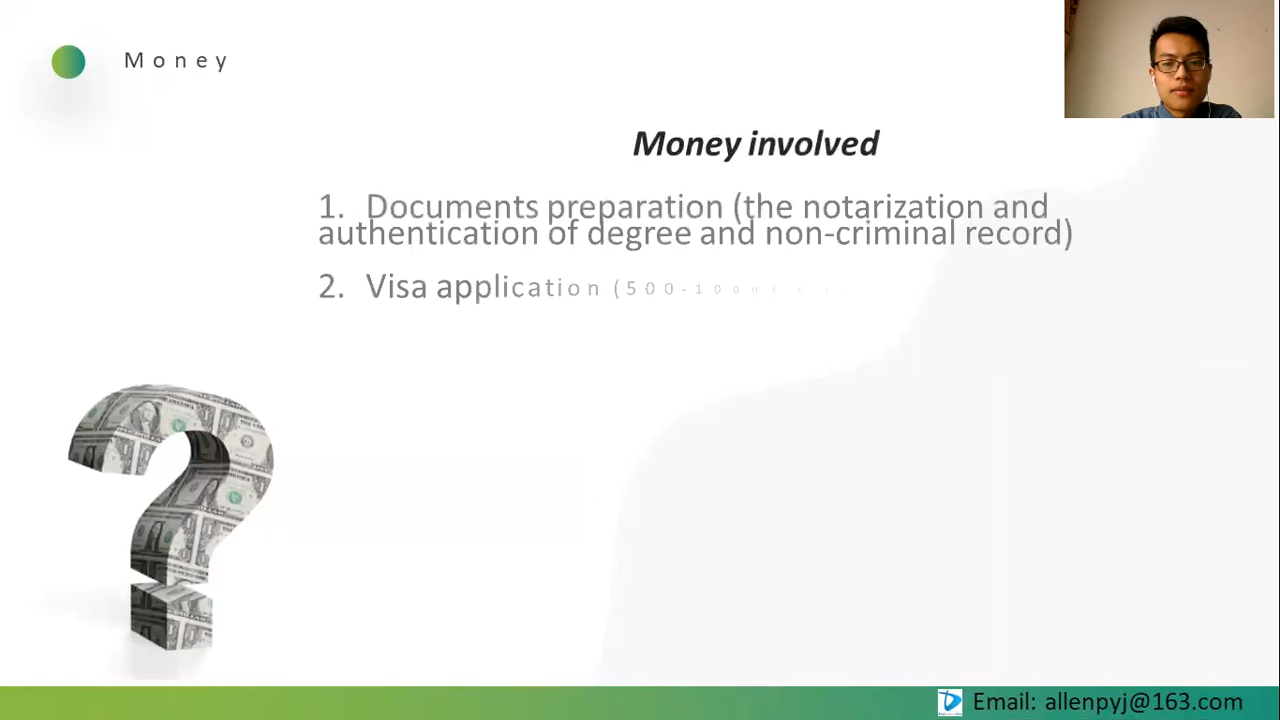 Money
Money involved
1. Documents preparation (the notarization and
authentication of degree and non-criminal record)
2. Visa application (500-1000
Email: allenpyj@163.com